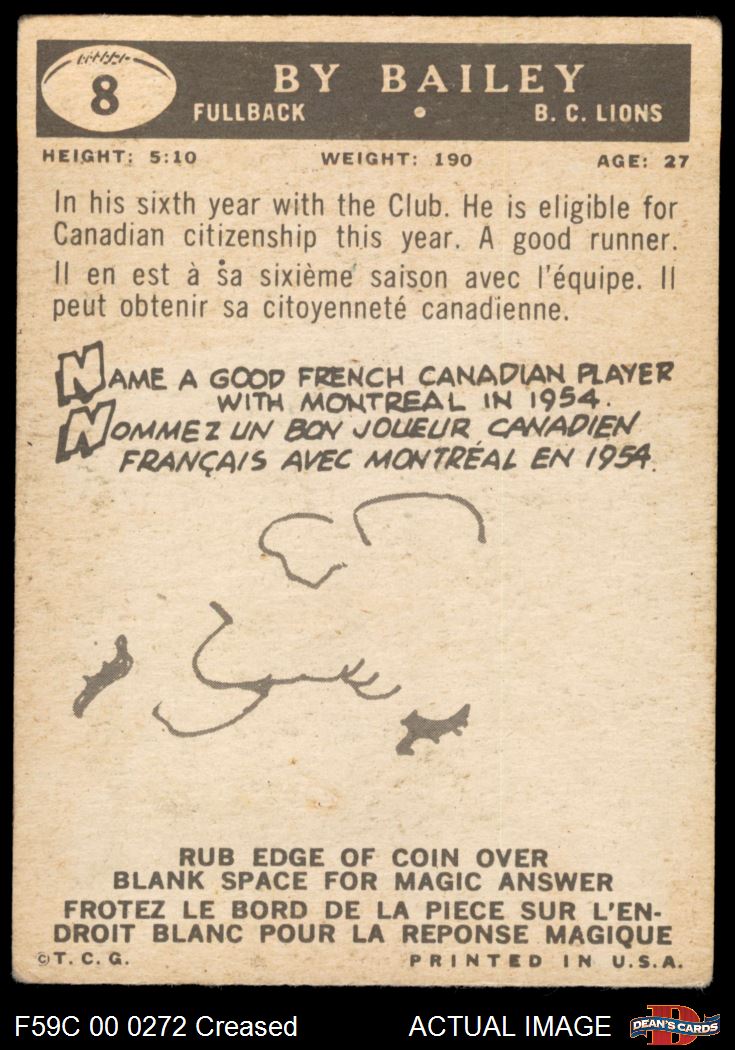 8
BY BAILEY
FULLBACK • B. C. LIONS
HEIGHT: 5:10 WEIGHT: 190 AGE: 27
In his sixth year with the Club. He is eligible for
Canadian citizenship this year. A good runner.
Il en est à sa sixième saison avec l'équipe. Il
peut obtenir sa citoyenneté canadienne.
NAME A GOOD FRENCH CANADIAN PLAYER
WITH MONTREAL IN 1954.
NOMMEZ UN BON JOUEUR CANADIEN
FRANÇAIS AVEC MONTRÉAL EN 1954.
RUB EDGE OF COIN OVER
BLANK SPACE FOR MAGIC ANSWER
FROTEZ LE BORD DE LA PIECE SUR L'EN-
DROIT BLANC POUR LA REPONSE MAGIQUE
©T. C. G. PRINTED IN U.S.A.
F59C 00 0272 Creased ACTUAL IMAGE DEAN'S CARDS